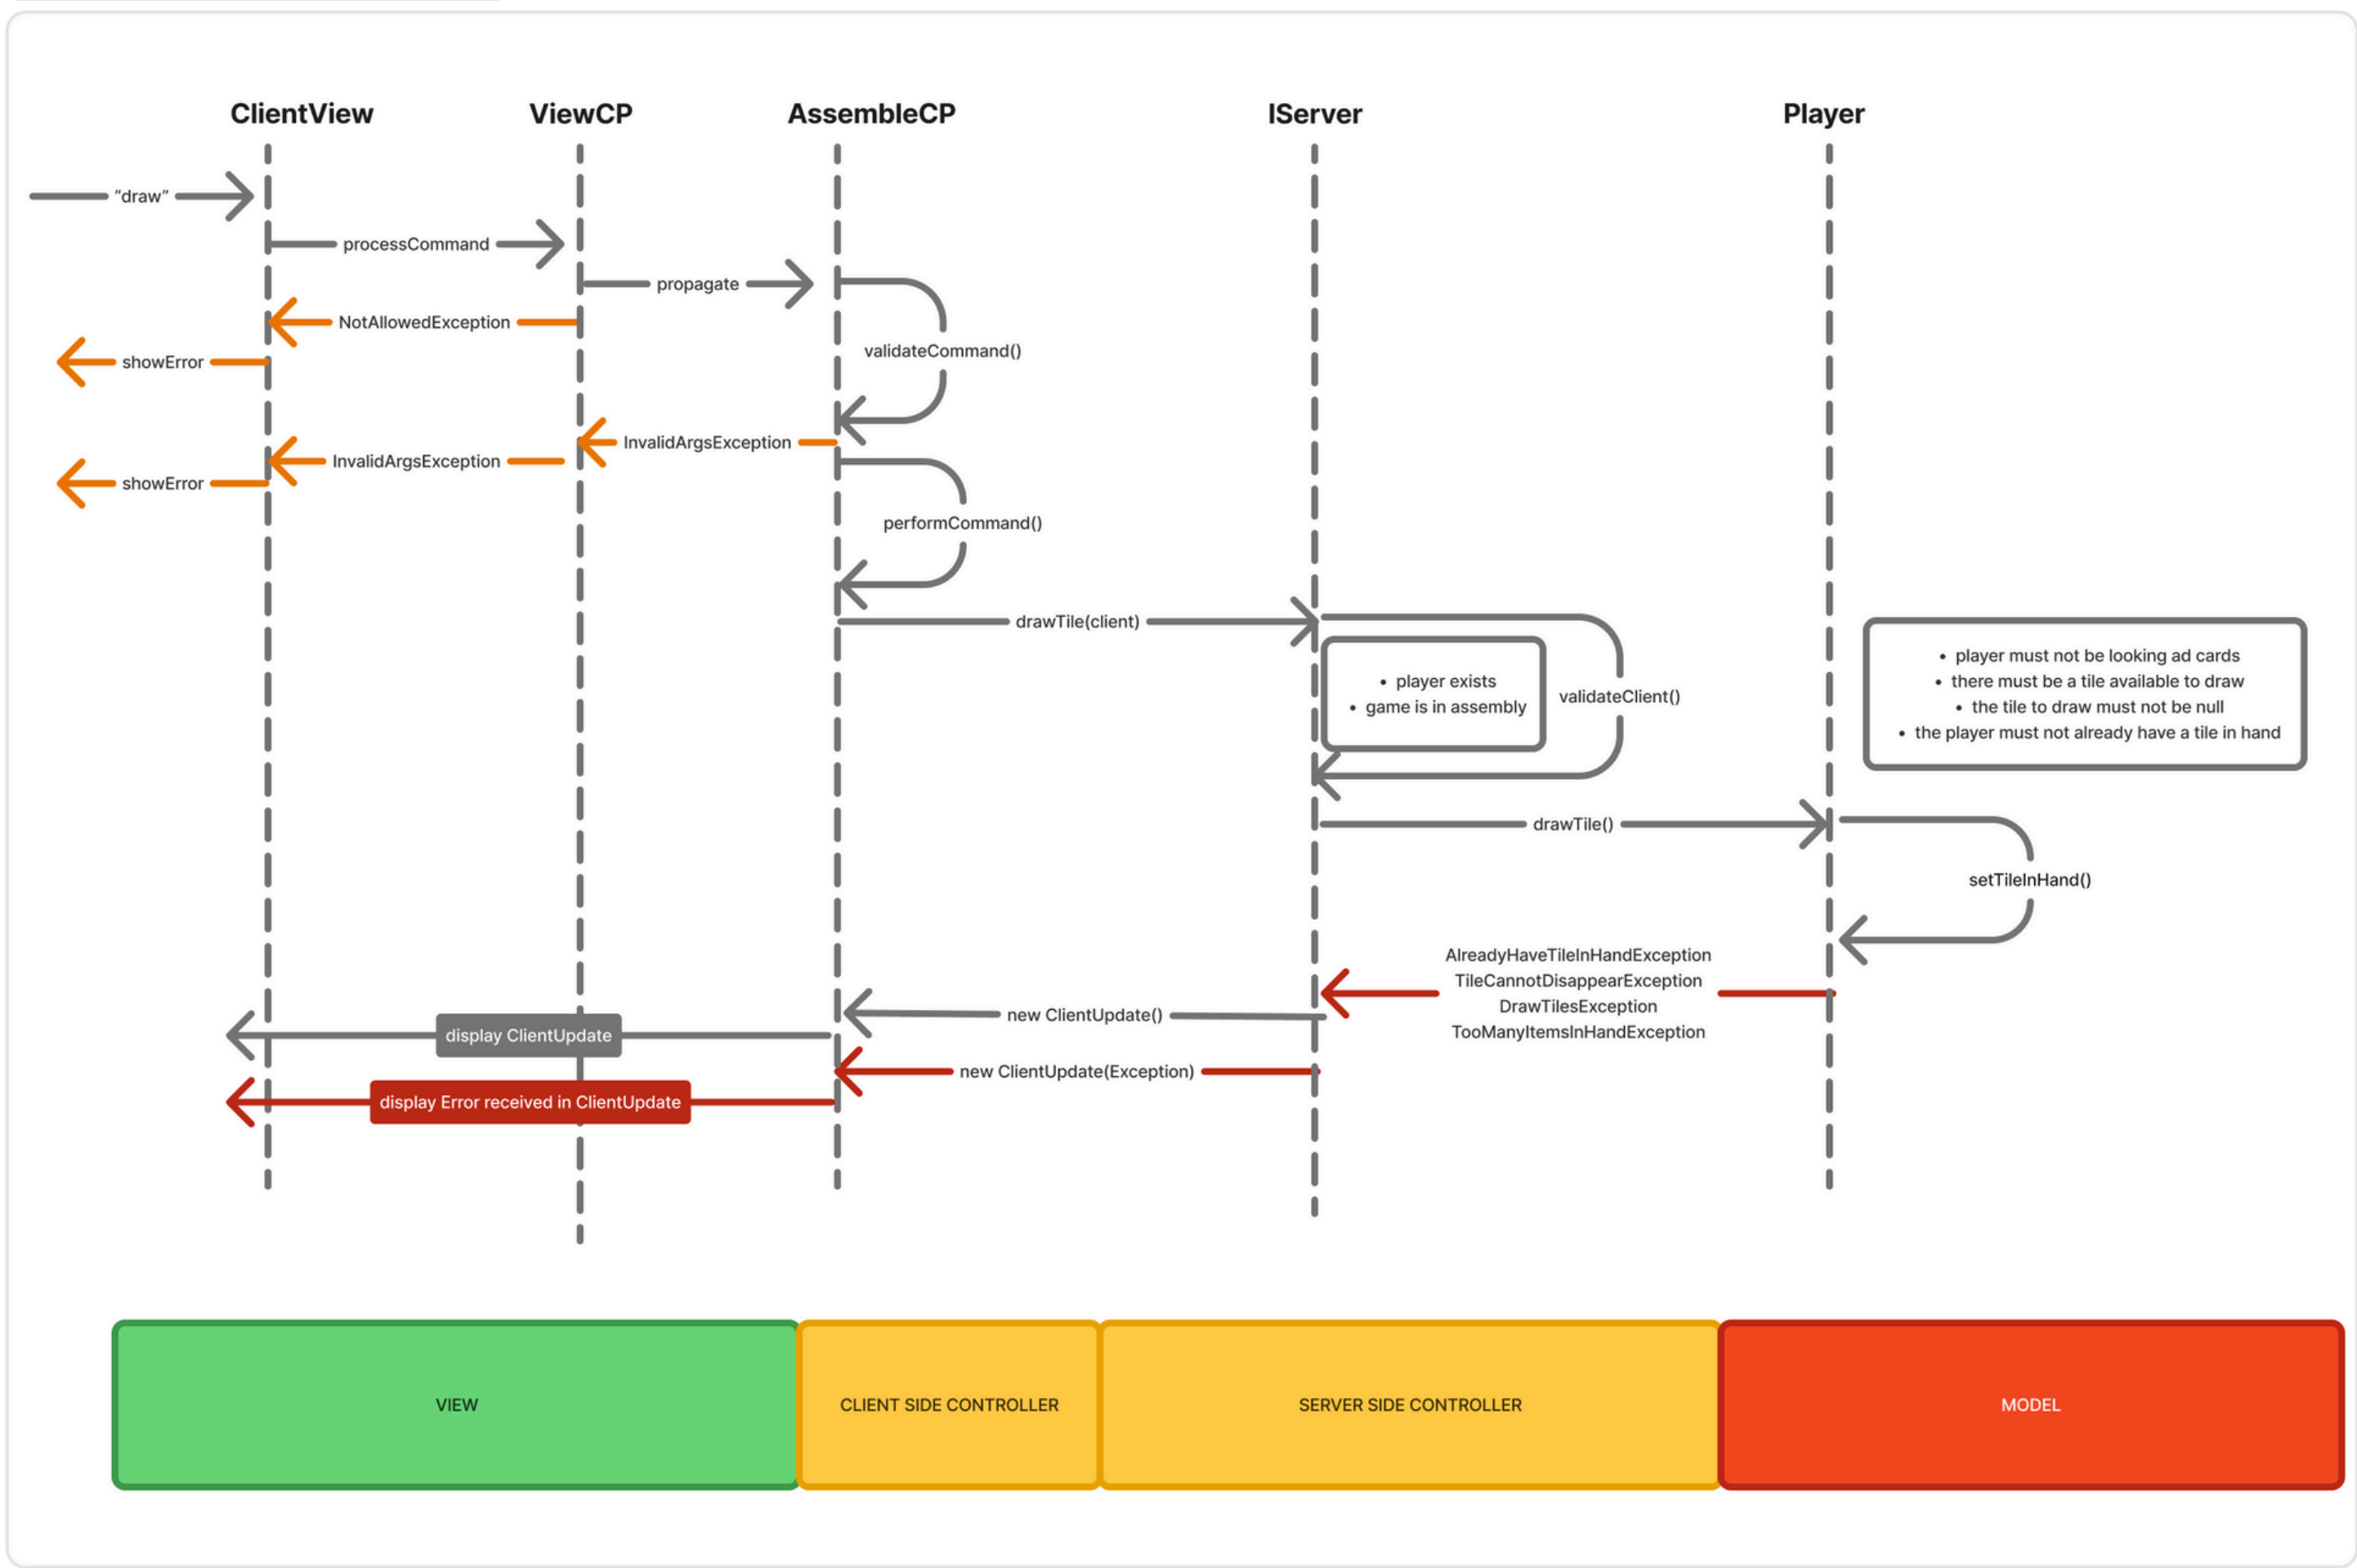 ClientView
ViewCP
AssembleCP
IServer
Player
“draw”
processCommand
propagate
NotAllowedException
validateCommand()
showError
InvalidArgsException
InvalidArgsException
showError
performCommand()
drawTile(client)
• player exists
• game is in assembly
validateClient()
• player must not be looking ad cards
• there must be a tile available to draw
• the tile to draw must not be null
• the player must not already have a tile in hand
drawTile()
setTileInHand()
AlreadyHaveTileInHandException
TileCannotDisappearException
DrawTilesException
TooManyItemsInHandException
new ClientUpdate()
display ClientUpdate
new ClientUpdate(Exception)
display Error received in ClientUpdate
VIEW
CLIENT SIDE CONTROLLER
SERVER SIDE CONTROLLER
MODEL